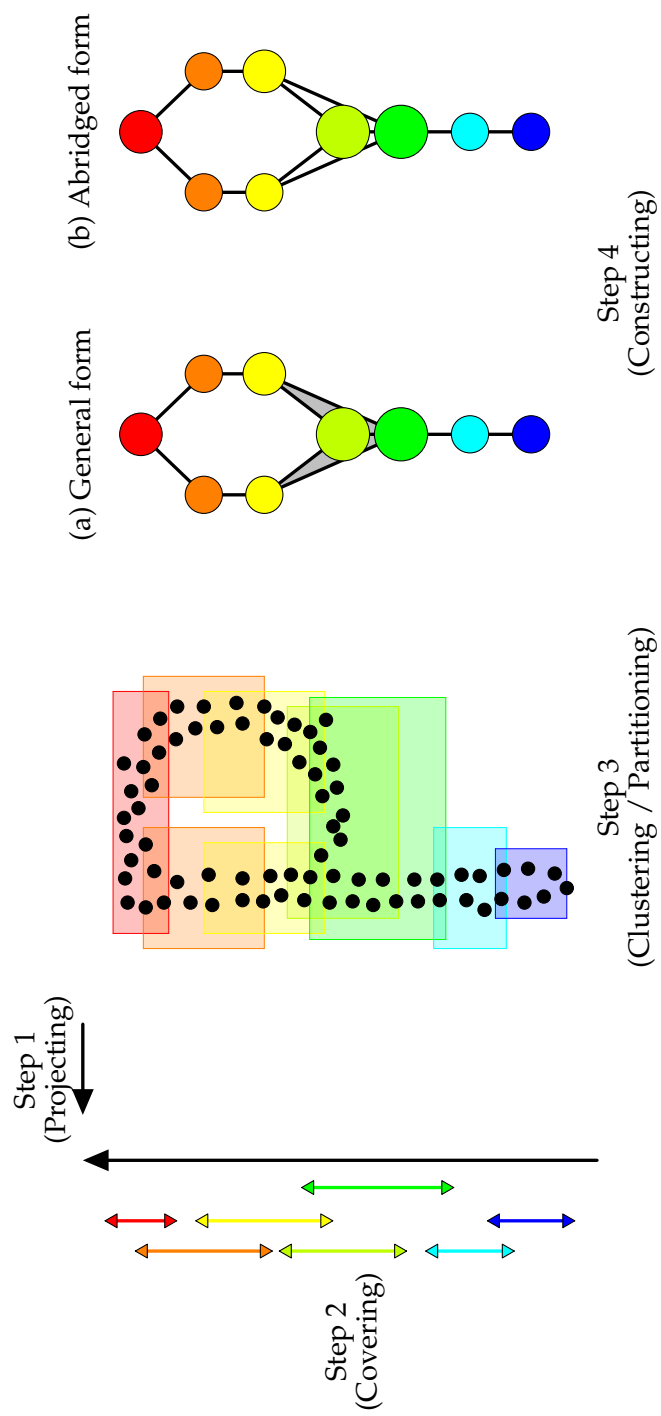 Step 1
(Projecting)
Step 2
(Covering)
Step 3
(Clustering / Partitioning)
(a) General form
(b) Abridged form
Step 4
(Constructing)